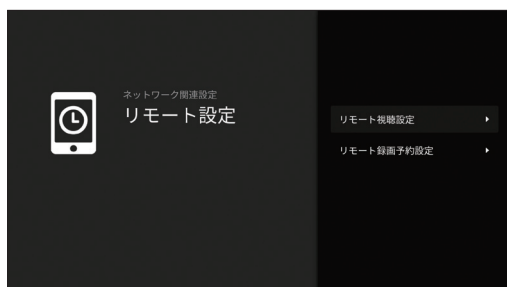 ネットワーク関連設定
リモート設定
リモート視聴設定
リモート録画予約設定